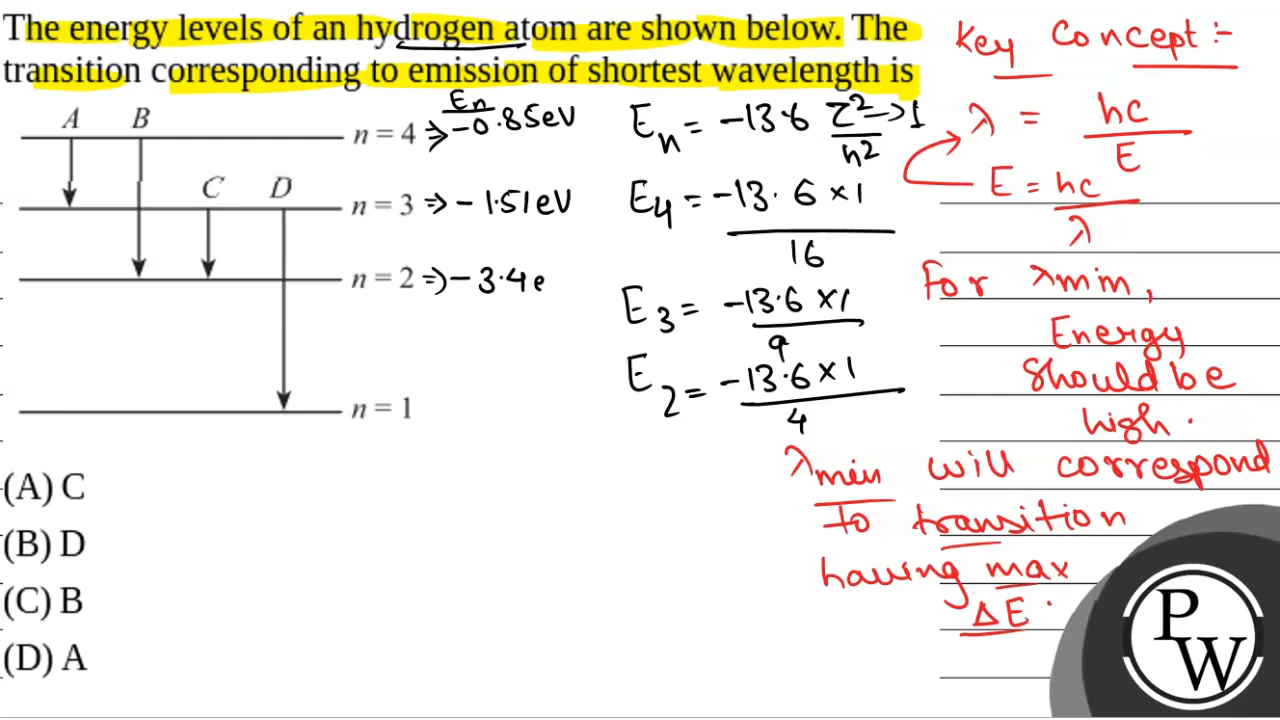 The energy levels of an hydrogen atom are shown below. The
transition corresponding to emission of shortest wavelength is
A B
En
n = 4 ⇒ -0.85eV
C D
n = 3 ⇒ -1.51eV
n = 2 ⇒ -3.4e
n = 1
(A) C
(B) D
(C) B
(D) A
En = -13.6 Z² → 1
n²
E4 = -13.6 × 1
16
E3 = -13.6 × 1
9
E2 = -13.6 × 1
4
Key Concept :-
λ = hc
E
E = hc
λ
For λmin,
Energy
Should be
high.
λmin will correspond
to transition
having max
ΔE.
P
W